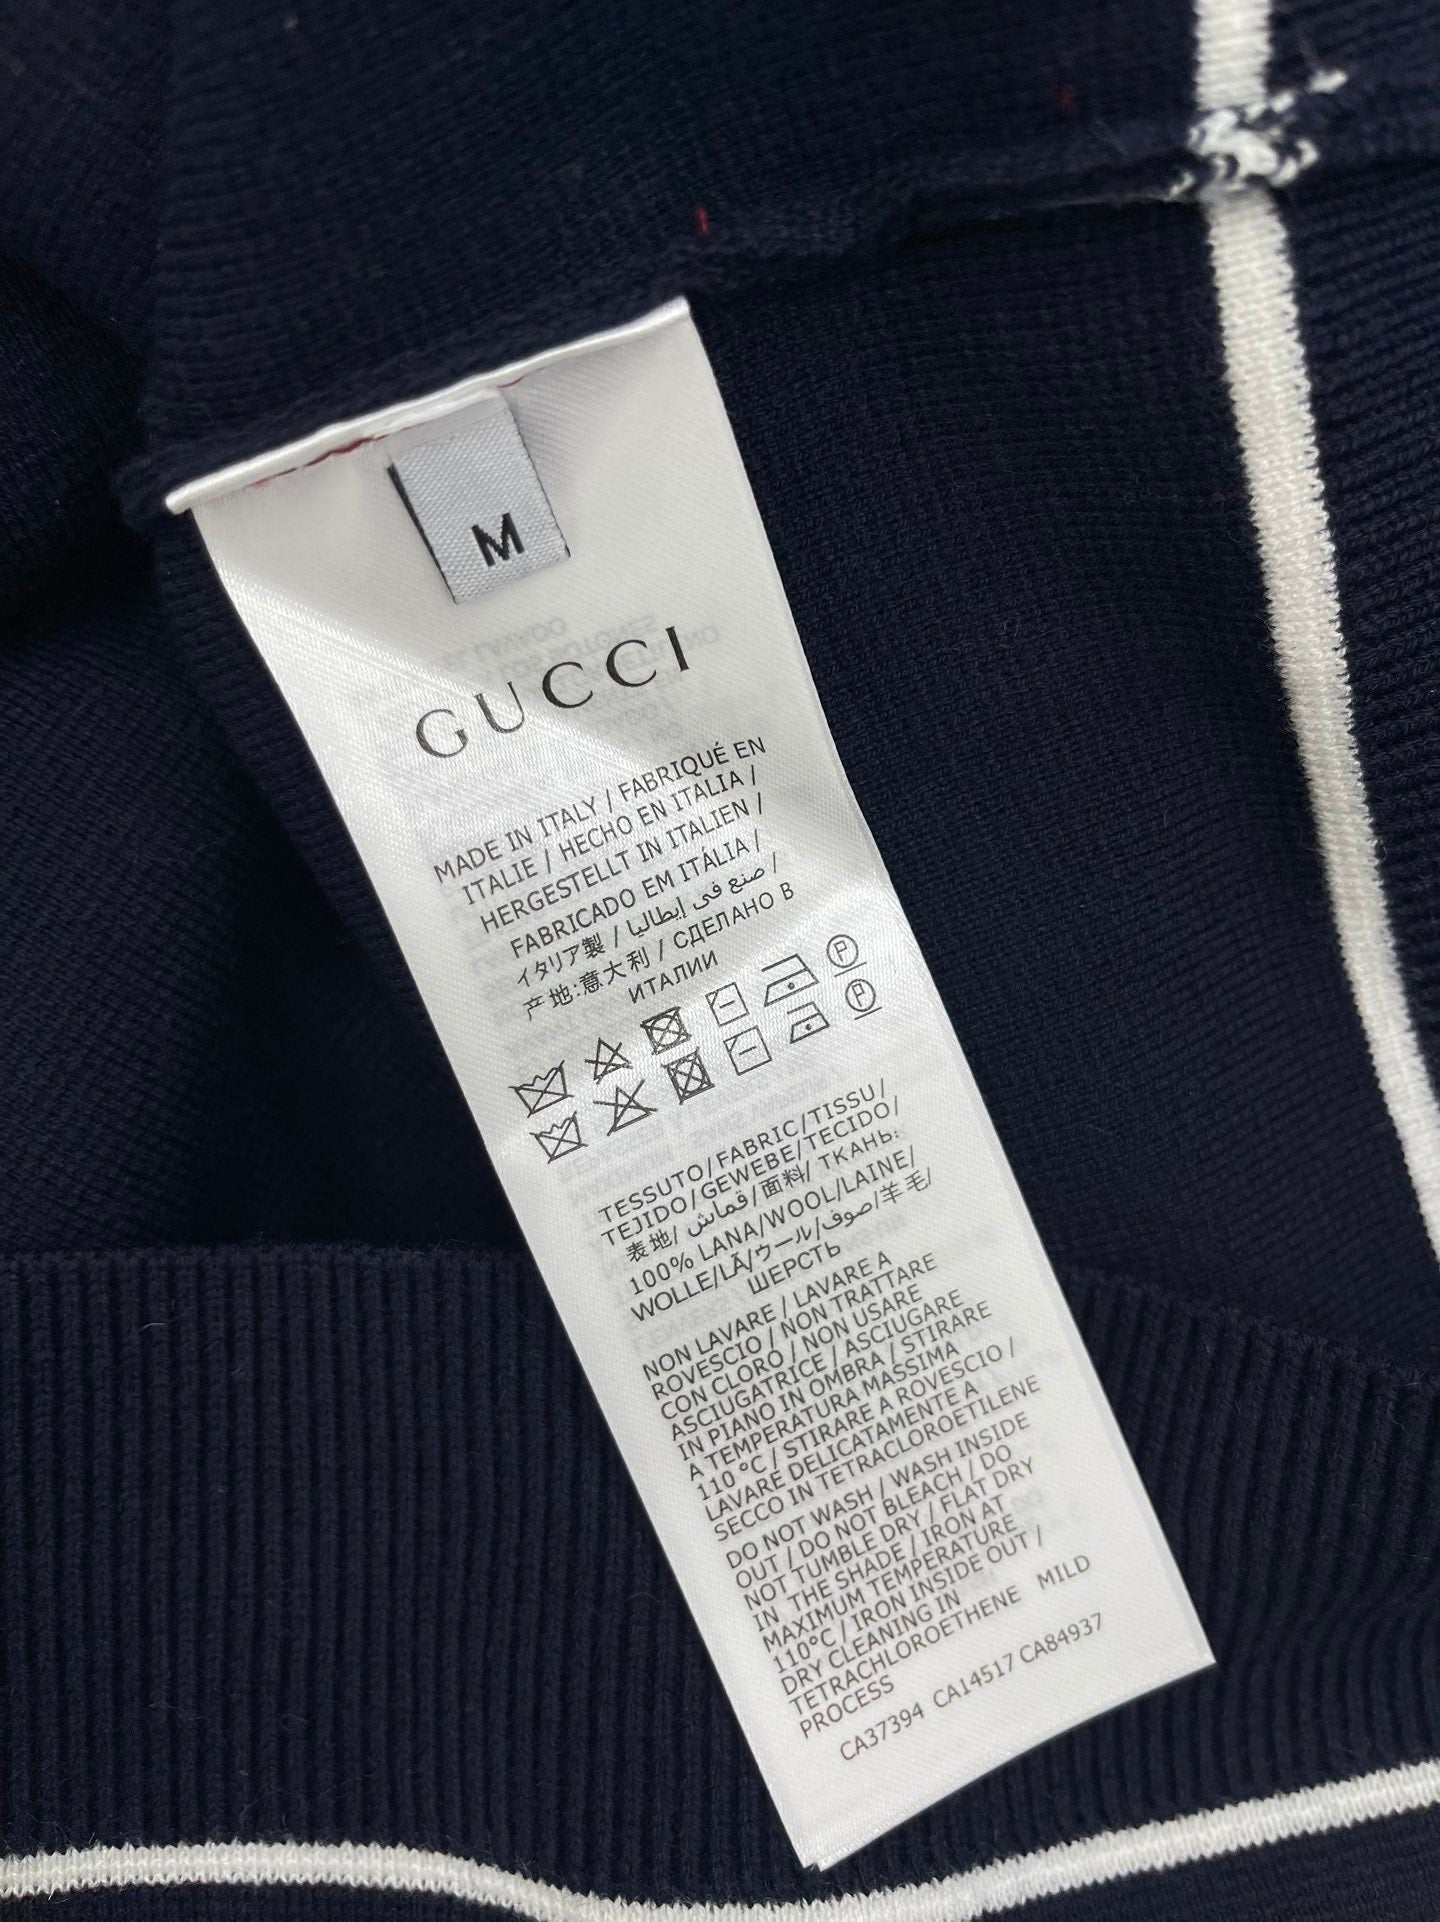 M
GUCCI
MADE IN ITALY / FABRIQUÉ EN
ITALIE / HECHO EN ITALIA /
HERGESTELLT IN ITALIEN /
FABRICADO EM ITÁLIA /
イタリア製 / صنع في إيطاليا /
产地:意大利 / СДЕЛАНО В
ИТАЛИИ
P
P
TESSUTO/FABRIC/TISSU/
TEJIDO/GEWEBE/TECIDO/
表地/ قماش/面料/ ТКАНЬ:
100% LANA/WOOL/LAINE/
WOLLE/LÃ/ウール/صوف/羊毛/
ШЕРСТЬ
NON LAVARE / LAVARE A
ROVESCIO / NON TRATTARE
CON CLORO / NON USARE
ASCIUGATRICE / ASCIUGARE
IN PIANO IN OMBRA / STIRARE
A TEMPERATURA MASSIMA
110 °C / STIRARE A ROVESCIO /
LAVARE DELICATAMENTE A
SECCO IN TETRACLOROETILENE
DO NOT WASH / WASH INSIDE
OUT / DO NOT BLEACH / DO
NOT TUMBLE DRY / FLAT DRY
IN THE SHADE / IRON AT
MAXIMUM TEMPERATURE
110°C / IRON INSIDE OUT /
DRY CLEANING IN
TETRACHLOROETHENE MILD
PROCESS
CA37394 CA14517 CA84937